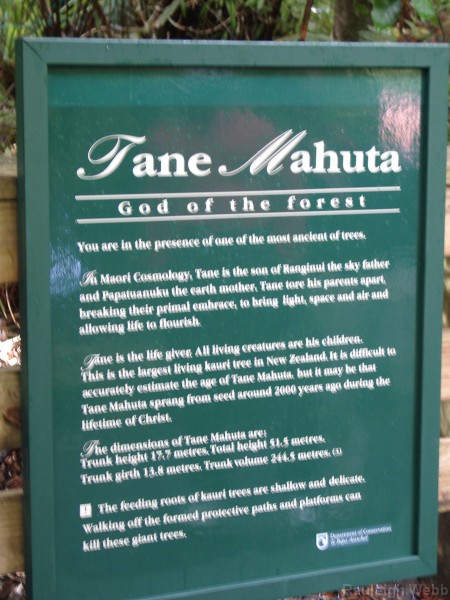 Tane Mahuta
God of the forest
You are in the presence of one of the most ancient of trees.
In Maori Cosmology, Tane is the son of Ranginui the sky father
and Papatuanuku the earth mother. Tane tore his parents apart,
breaking their primal embrace, to bring light, space and air and
allowing life to flourish.
Tane is the life giver. All living creatures are his children.
This is the largest living kauri tree in New Zealand. It is difficult to
accurately estimate the age of Tane Mahuta, but it may be that
Tane Mahuta sprang from seed around 2000 years ago during the
lifetime of Christ.
The dimensions of Tane Mahuta are:
Trunk height 17.7 metres. Total height 51.5 metres.
Trunk girth 13.8 metres. Trunk volume 244.5 metres.
! The feeding roots of kauri trees are shallow and delicate.
Walking off the formed protective paths and platforms can
kill these giant trees.
Department of Conservation
Te Papa Atawhai
Rauleigh Webb